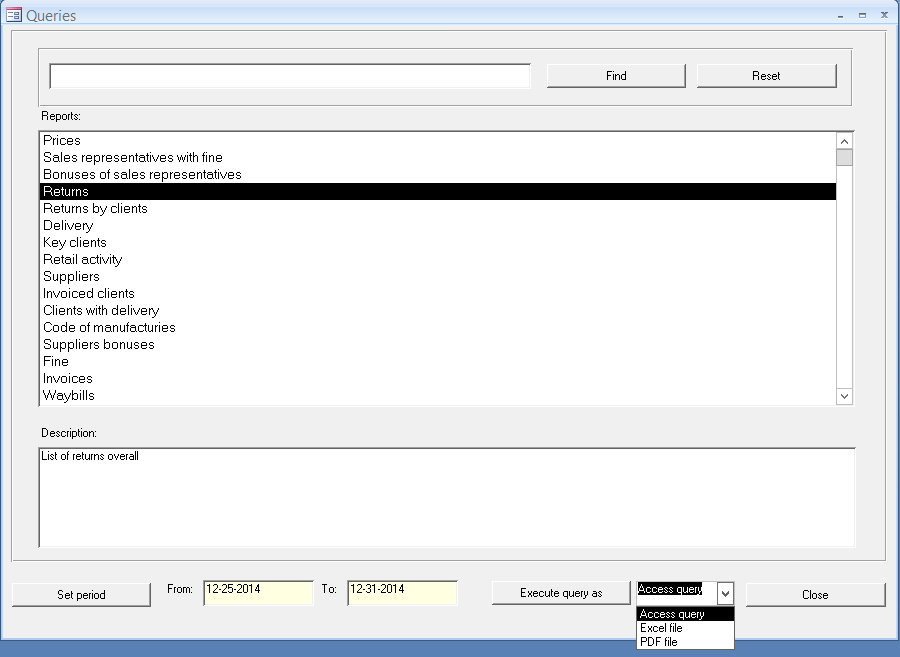 Queries
Find
Reset
Reports:
Prices
Sales representatives with fine
Bonuses of sales representatives
Returns
Returns by clients
Delivery
Key clients
Retail activity
Suppliers
Invoiced clients
Clients with delivery
Code of manufacturies
Suppliers bonuses
Fine
Invoices
Waybills
Description:
List of returns overall
Set period
From:
12-25-2014
To:
12-31-2014
Execute query as
Access query
Close
Access query
Excel file
PDF file